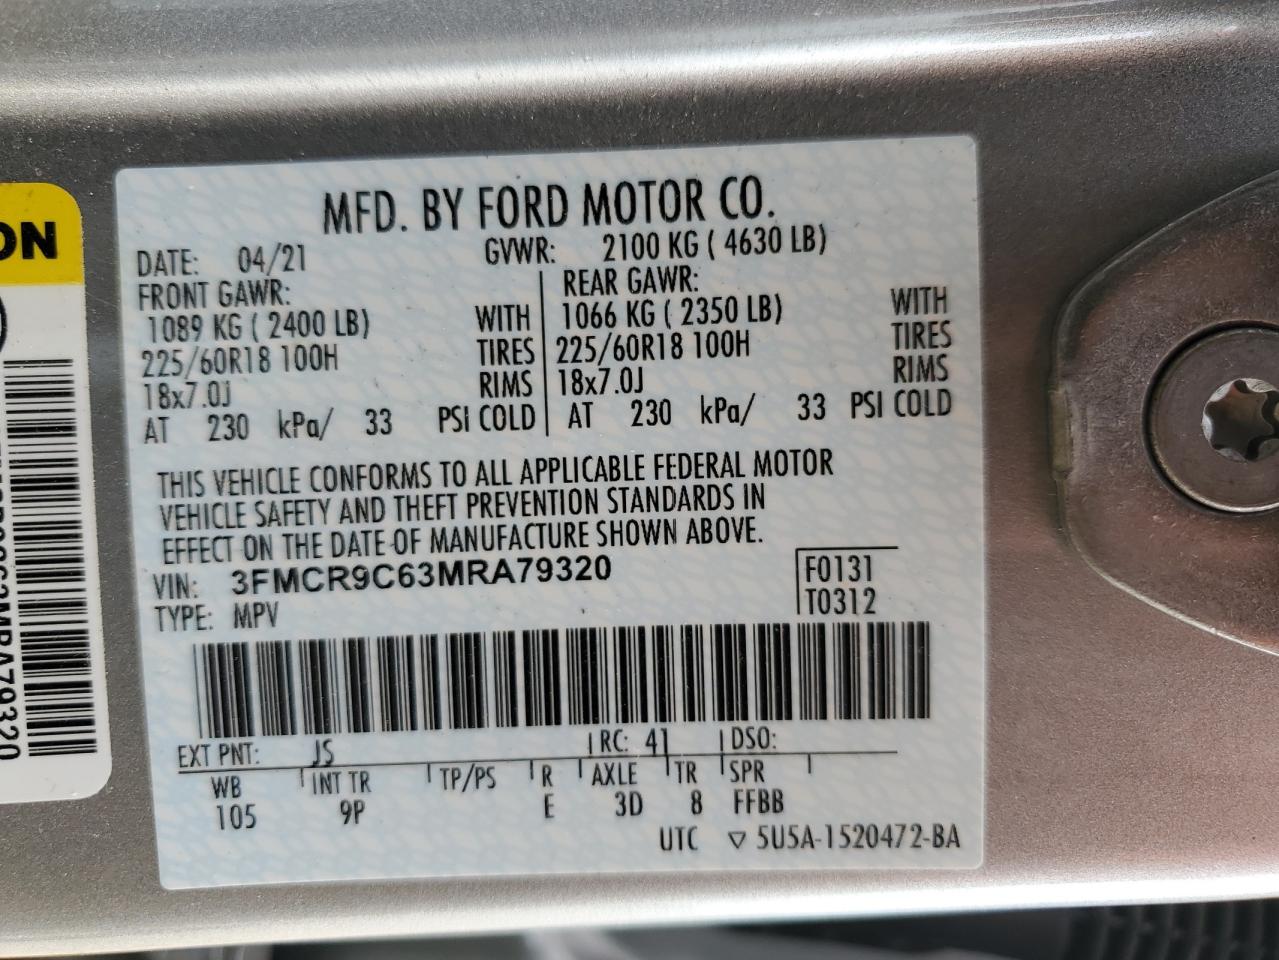 MFD. BY FORD MOTOR CO.
DATE: 04/21 GVWR: 2100 KG ( 4630 LB)
FRONT GAWR: REAR GAWR:
1089 KG ( 2400 LB) WITH 1066 KG ( 2350 LB) WITH
225/60R18 100H TIRES 225/60R18 100H TIRES
18x7.0J RIMS 18x7.0J RIMS
AT 230 kPa/ 33 PSI COLD AT 230 kPa/ 33 PSI COLD
THIS VEHICLE CONFORMS TO ALL APPLICABLE FEDERAL MOTOR
VEHICLE SAFETY AND THEFT PREVENTION STANDARDS IN
EFFECT ON THE DATE OF MANUFACTURE SHOWN ABOVE.
VIN: 3FMCR9C63MRA79320 F0131
TYPE: MPV T0312
EXT PNT: JS RC: 41 DSO:
WB INT TR TP/PS R AXLE TR SPR
105 9P E 3D 8 FFBB
UTC ▽ 5U5A-1520472-BA
ON